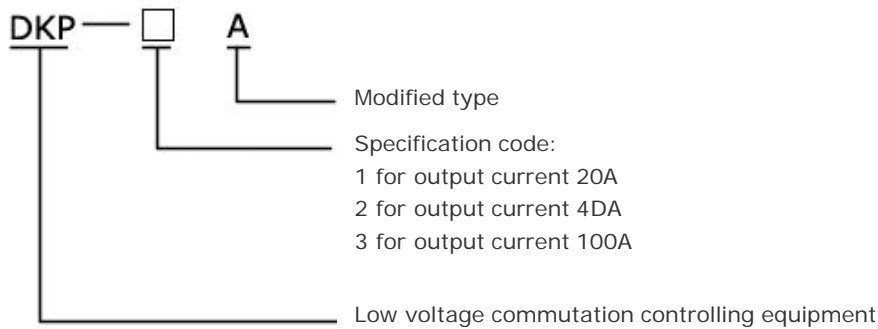 DKP — □ A
Modified type
Specification code:
1 for output current 20A
2 for output current 4DA
3 for output current 100A
Low voltage commutation controlling equipment